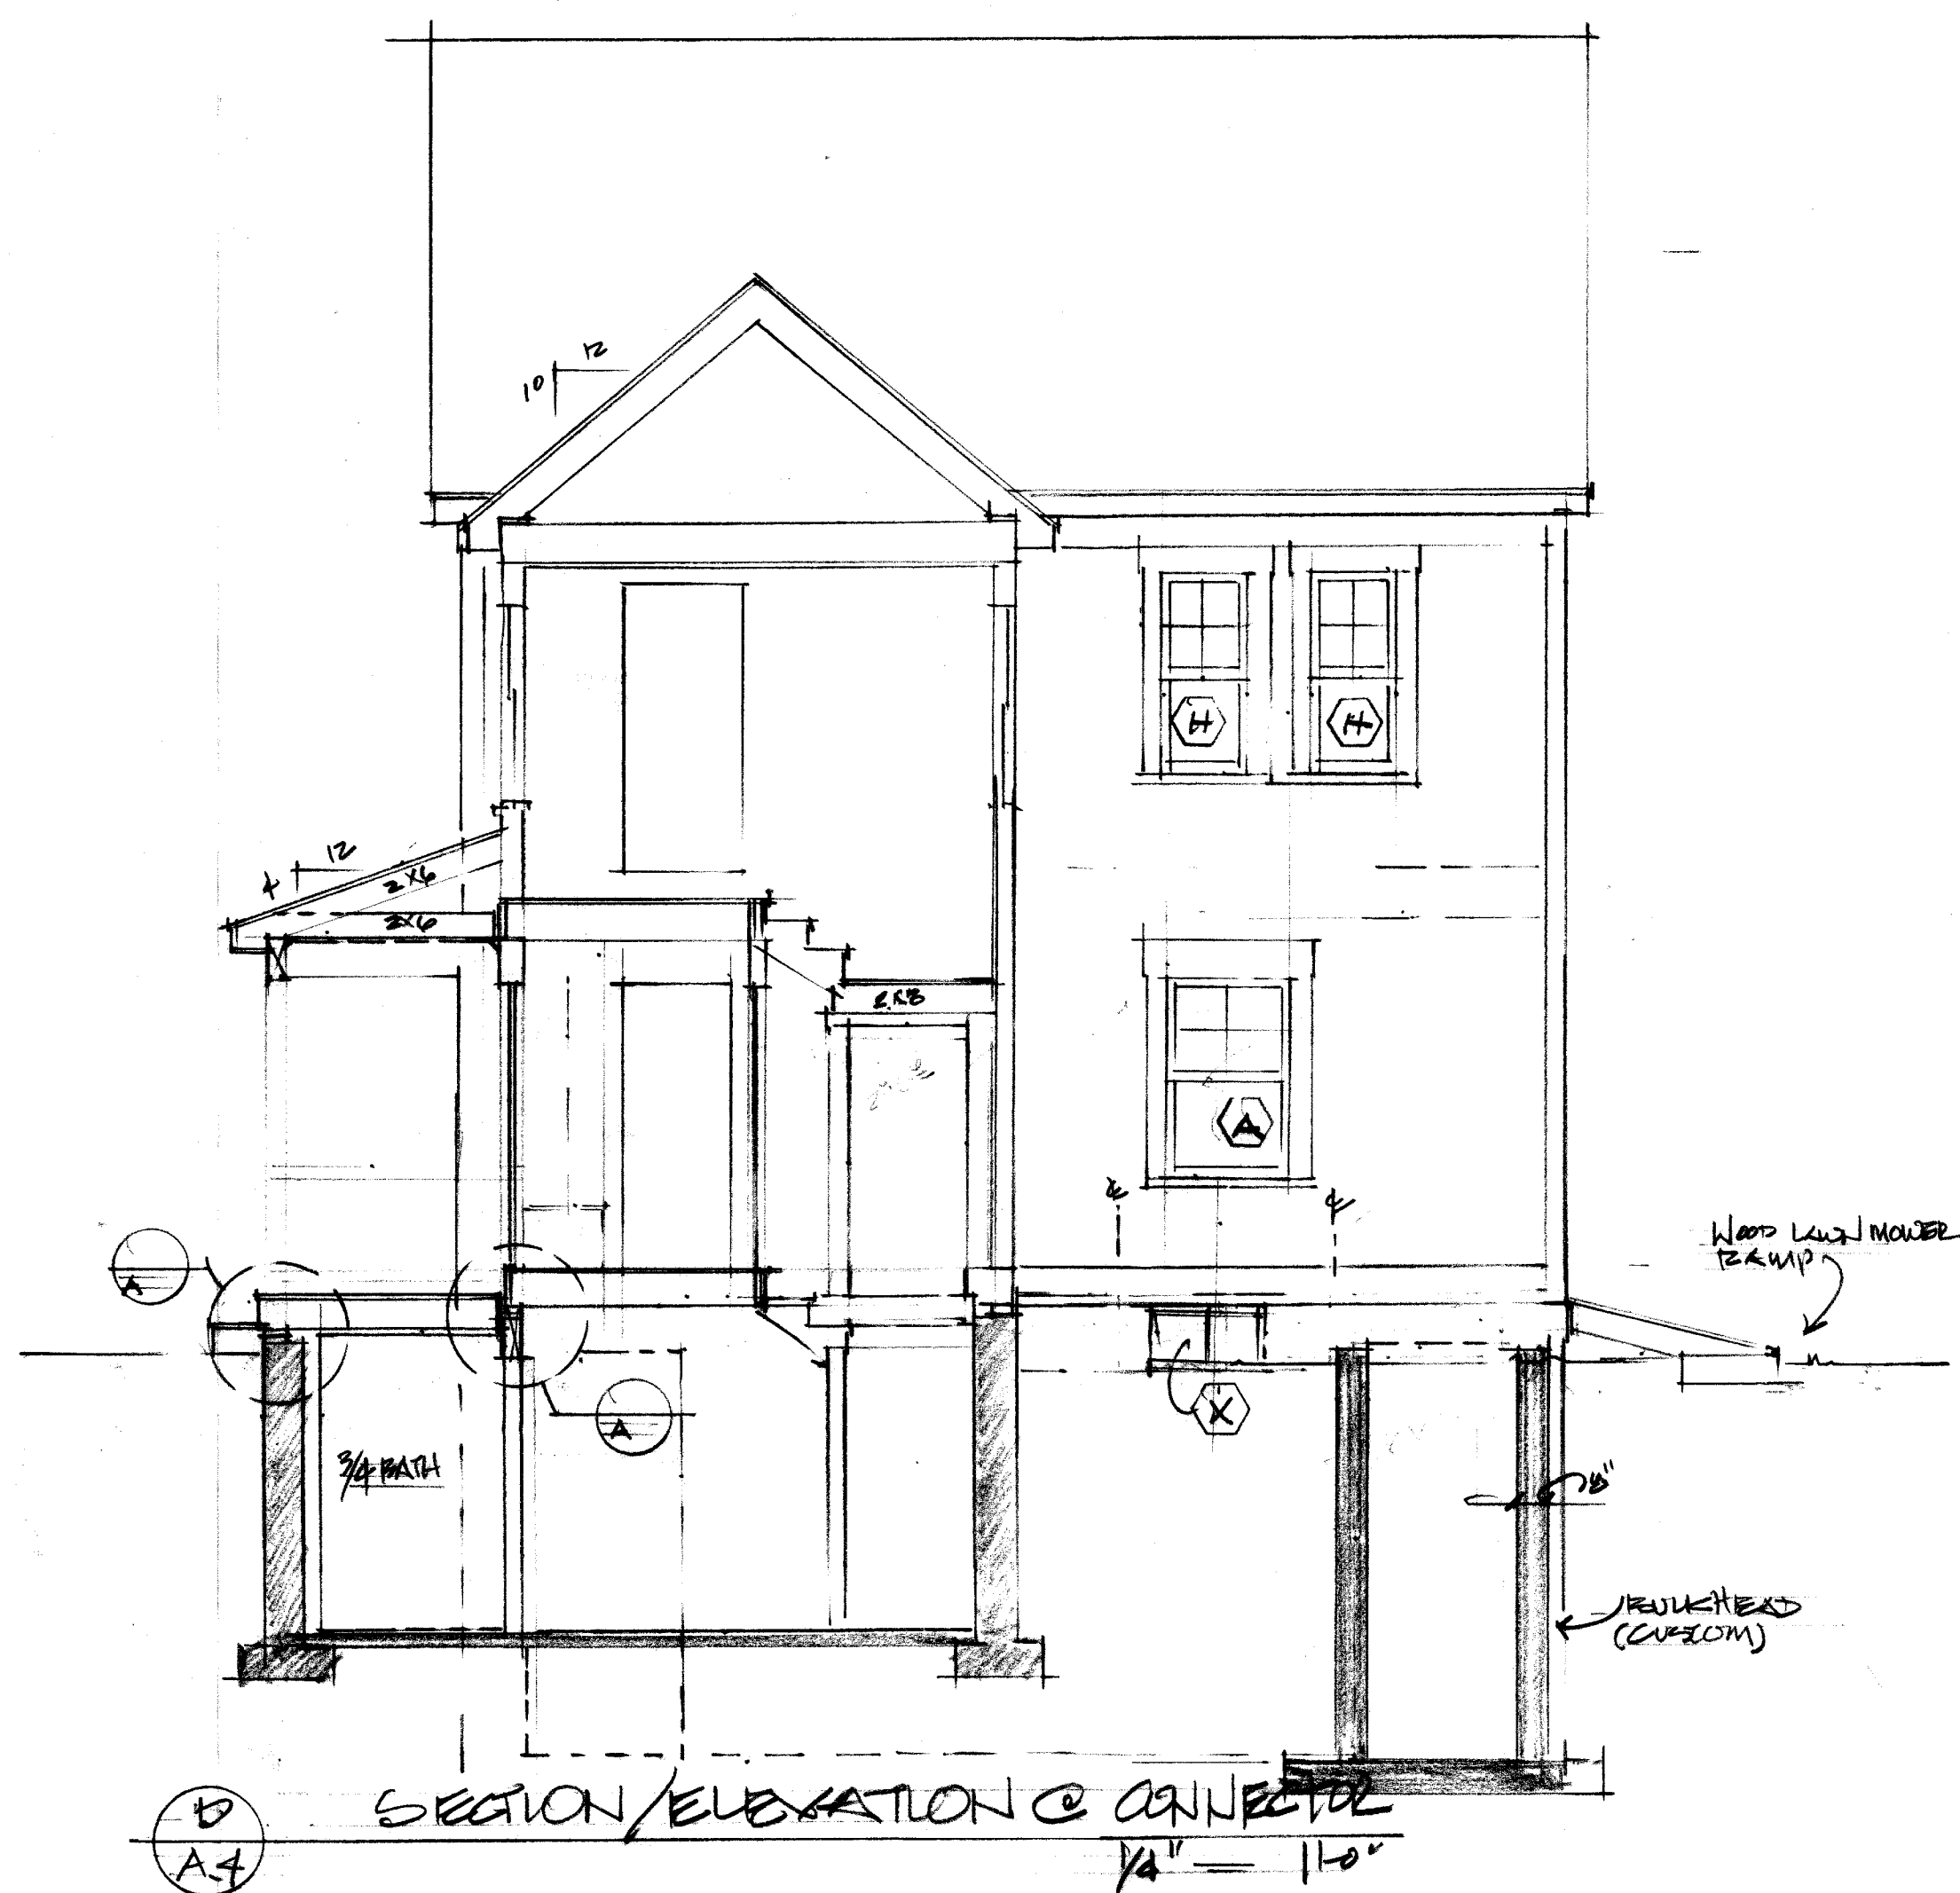 12
10
H
H
12
4
2X6
2X6
2X8
A
℄
℄
WOOD LAWN MOWER
RAMP
A
X
A
3/4 BATH
8"
BULKHEAD
(CUSTOM)
D
A.4
SECTION/ELEVATION @ CONNECTOR
1/4" = 1'-0"